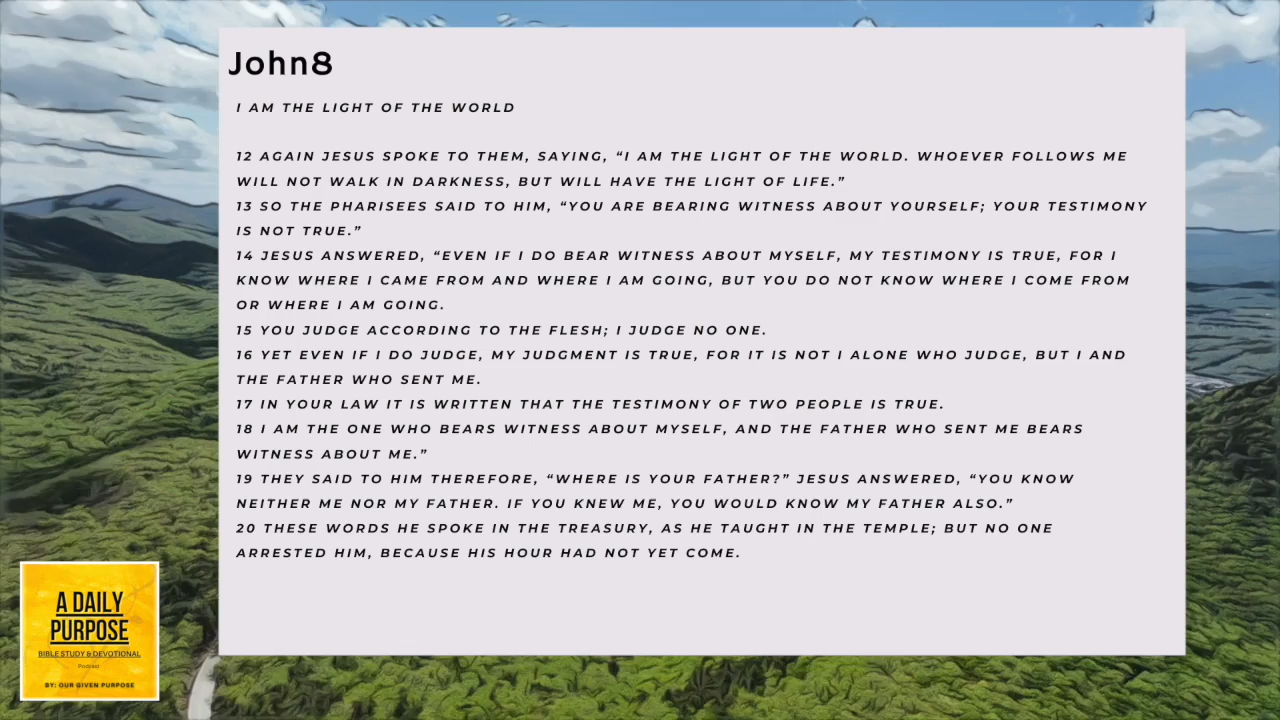 John8
I AM THE LIGHT OF THE WORLD
12 AGAIN JESUS SPOKE TO THEM, SAYING, “I AM THE LIGHT OF THE WORLD. WHOEVER FOLLOWS ME
WILL NOT WALK IN DARKNESS, BUT WILL HAVE THE LIGHT OF LIFE.”
13 SO THE PHARISEES SAID TO HIM, “YOU ARE BEARING WITNESS ABOUT YOURSELF; YOUR TESTIMONY
IS NOT TRUE.”
14 JESUS ANSWERED, “EVEN IF I DO BEAR WITNESS ABOUT MYSELF, MY TESTIMONY IS TRUE, FOR I
KNOW WHERE I CAME FROM AND WHERE I AM GOING, BUT YOU DO NOT KNOW WHERE I COME FROM
OR WHERE I AM GOING.
15 YOU JUDGE ACCORDING TO THE FLESH; I JUDGE NO ONE.
16 YET EVEN IF I DO JUDGE, MY JUDGMENT IS TRUE, FOR IT IS NOT I ALONE WHO JUDGE, BUT I AND
THE FATHER WHO SENT ME.
17 IN YOUR LAW IT IS WRITTEN THAT THE TESTIMONY OF TWO PEOPLE IS TRUE.
18 I AM THE ONE WHO BEARS WITNESS ABOUT MYSELF, AND THE FATHER WHO SENT ME BEARS
WITNESS ABOUT ME.”
19 THEY SAID TO HIM THEREFORE, “WHERE IS YOUR FATHER?” JESUS ANSWERED, “YOU KNOW
NEITHER ME NOR MY FATHER. IF YOU KNEW ME, YOU WOULD KNOW MY FATHER ALSO.”
20 THESE WORDS HE SPOKE IN THE TREASURY, AS HE TAUGHT IN THE TEMPLE; BUT NO ONE
ARRESTED HIM, BECAUSE HIS HOUR HAD NOT YET COME.
A DAILY
PURPOSE
BIBLE STUDY & DEVOTIONAL
Podcast
BY: OUR GIVEN PURPOSE